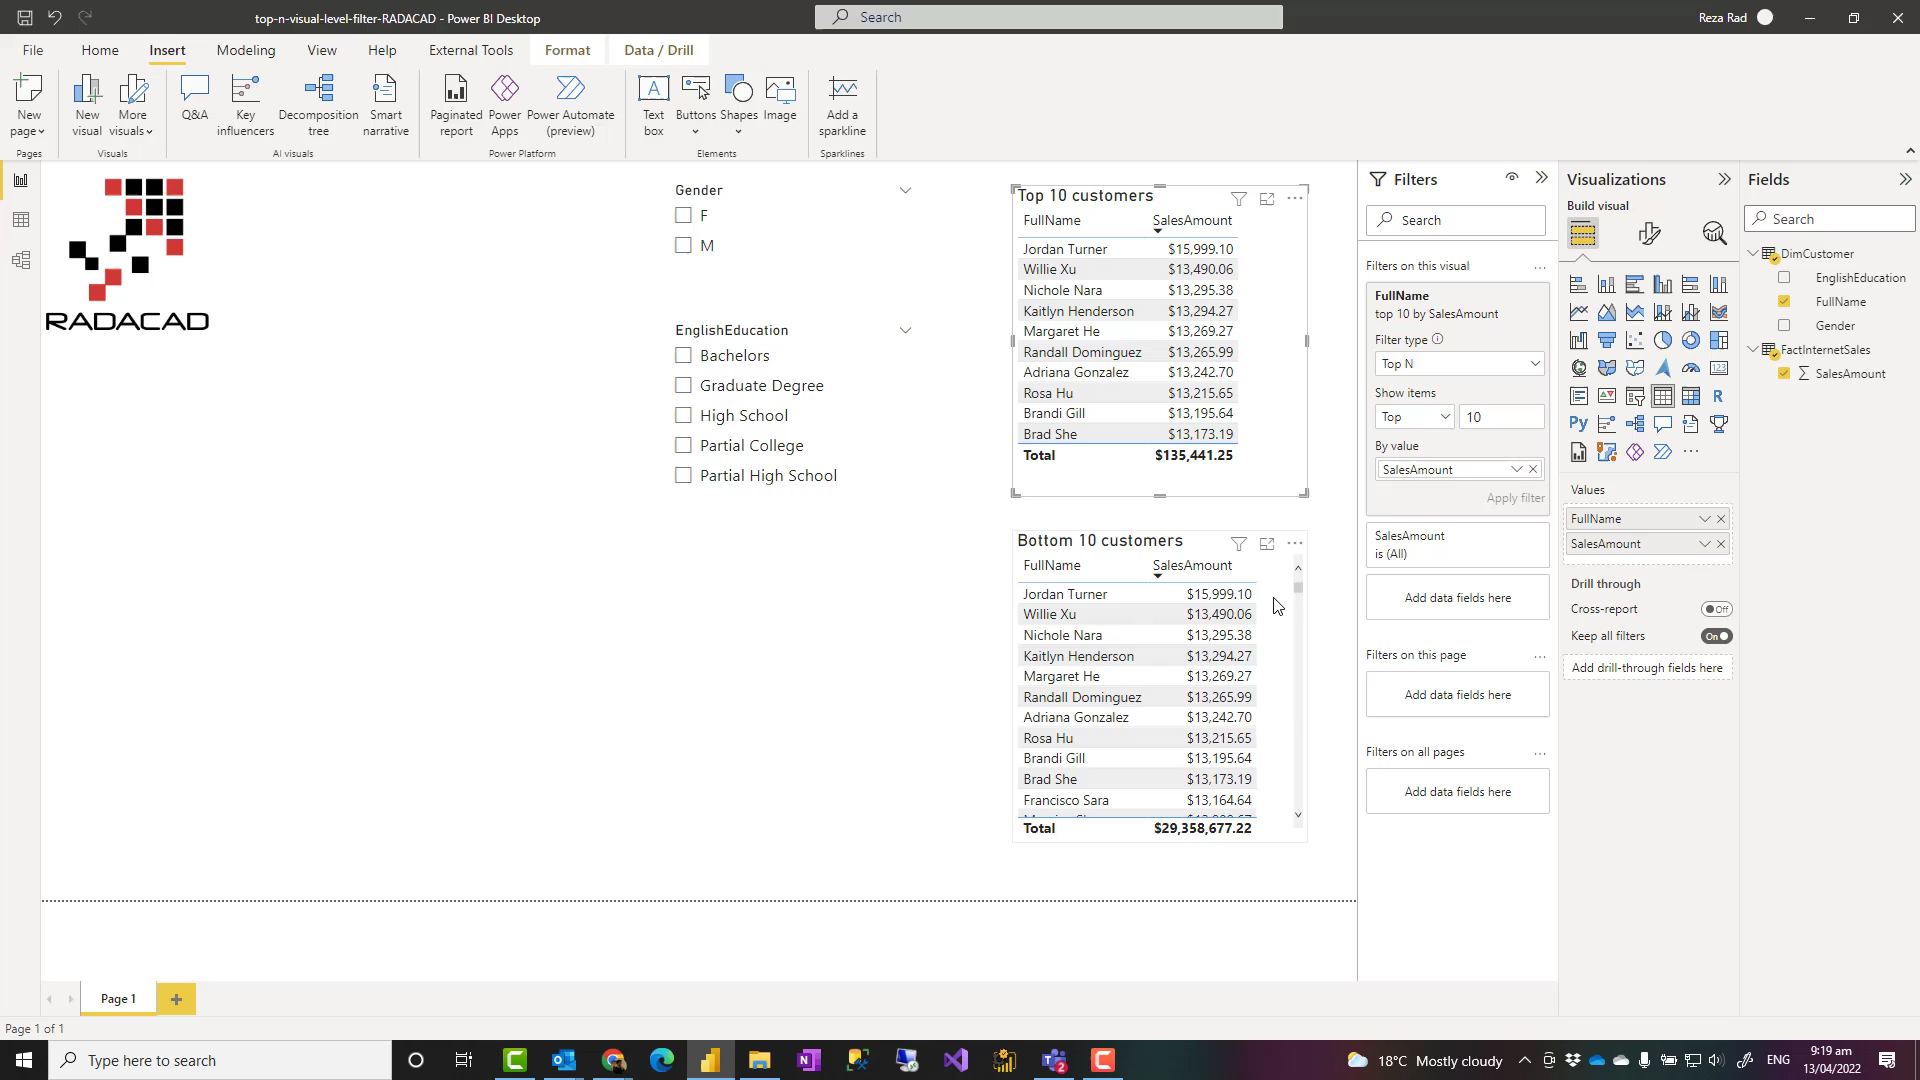 top-n-visual-level-filter-RADACAD - Power BI Desktop
Search
Reza Rad
File
Home
Insert
Modeling
View
Help
External Tools
Format
Data / Drill
New page
New visual
More visuals
Q&A
Key influencers
Decomposition tree
Smart narrative
Paginated report
Power Apps
Power Automate (preview)
Text box
Buttons
Shapes
Image
Add a sparkline
Pages
Visuals
AI visuals
Power Platform
Elements
Sparklines
RADACAD
Gender
F
M
EnglishEducation
Bachelors
Graduate Degree
High School
Partial College
Partial High School
Top 10 customers
FullName SalesAmount
Jordan Turner $15,999.10
Willie Xu $13,490.06
Nichole Nara $13,295.38
Kaitlyn Henderson $13,294.27
Margaret He $13,269.27
Randall Dominguez $13,265.99
Adriana Gonzalez $13,242.70
Rosa Hu $13,215.65
Brandi Gill $13,195.64
Brad She $13,173.19
Total $135,441.25
Bottom 10 customers
FullName SalesAmount
Jordan Turner $15,999.10
Willie Xu $13,490.06
Nichole Nara $13,295.38
Kaitlyn Henderson $13,294.27
Margaret He $13,269.27
Randall Dominguez $13,265.99
Adriana Gonzalez $13,242.70
Rosa Hu $13,215.65
Brandi Gill $13,195.64
Brad She $13,173.19
Francisco Sara $13,164.64
Total $29,358,677.22
Filters
Search
Filters on this visual
FullName
top 10 by SalesAmount
Filter type
Top N
Show items
Top 10
By value
SalesAmount
Apply filter
SalesAmount
is (All)
Add data fields here
Filters on this page
Add data fields here
Filters on all pages
Add data fields here
Visualizations
Build visual
R
Py
123
Values
FullName
SalesAmount
Drill through
Cross-report Off
Keep all filters On
Add drill-through fields here
Fields
Search
DimCustomer
EnglishEducation
FullName
Gender
FactInternetSales
SalesAmount
Page 1
Page 1 of 1
Type here to search
18°C Mostly cloudy
ENG
9:19 am
13/04/2022